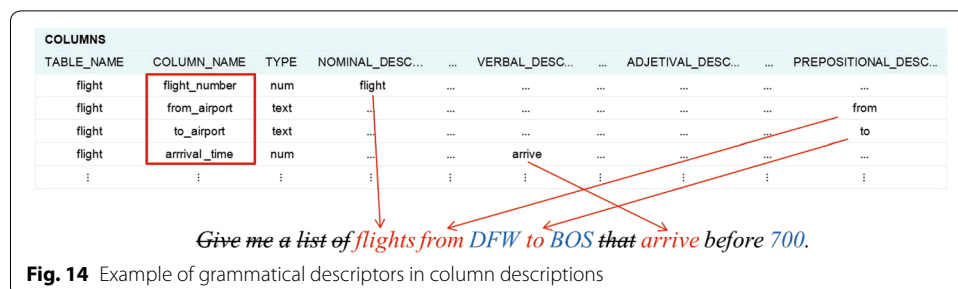 COLUMNS
TABLE_NAME COLUMN_NAME TYPE NOMINAL_DESC... ... VERBAL_DESC... ... ADJETIVAL_DESC... ... PREPOSITIONAL_DESC...
flight flight_number num flight ... ... ... ... ... ...
flight from_airport text ... ... ... ... ... ... from
flight to_airport text ... ... ... ... ... ... to
flight arrrival_time num ... ... arrive ... ... ... ...
⋮ ⋮ ⋮ ⋮ ⋮ ⋮ ⋮ ⋮ ⋮
Give me a list of flights from DFW to BOS that arrive before 700.
Fig. 14 Example of grammatical descriptors in column descriptions